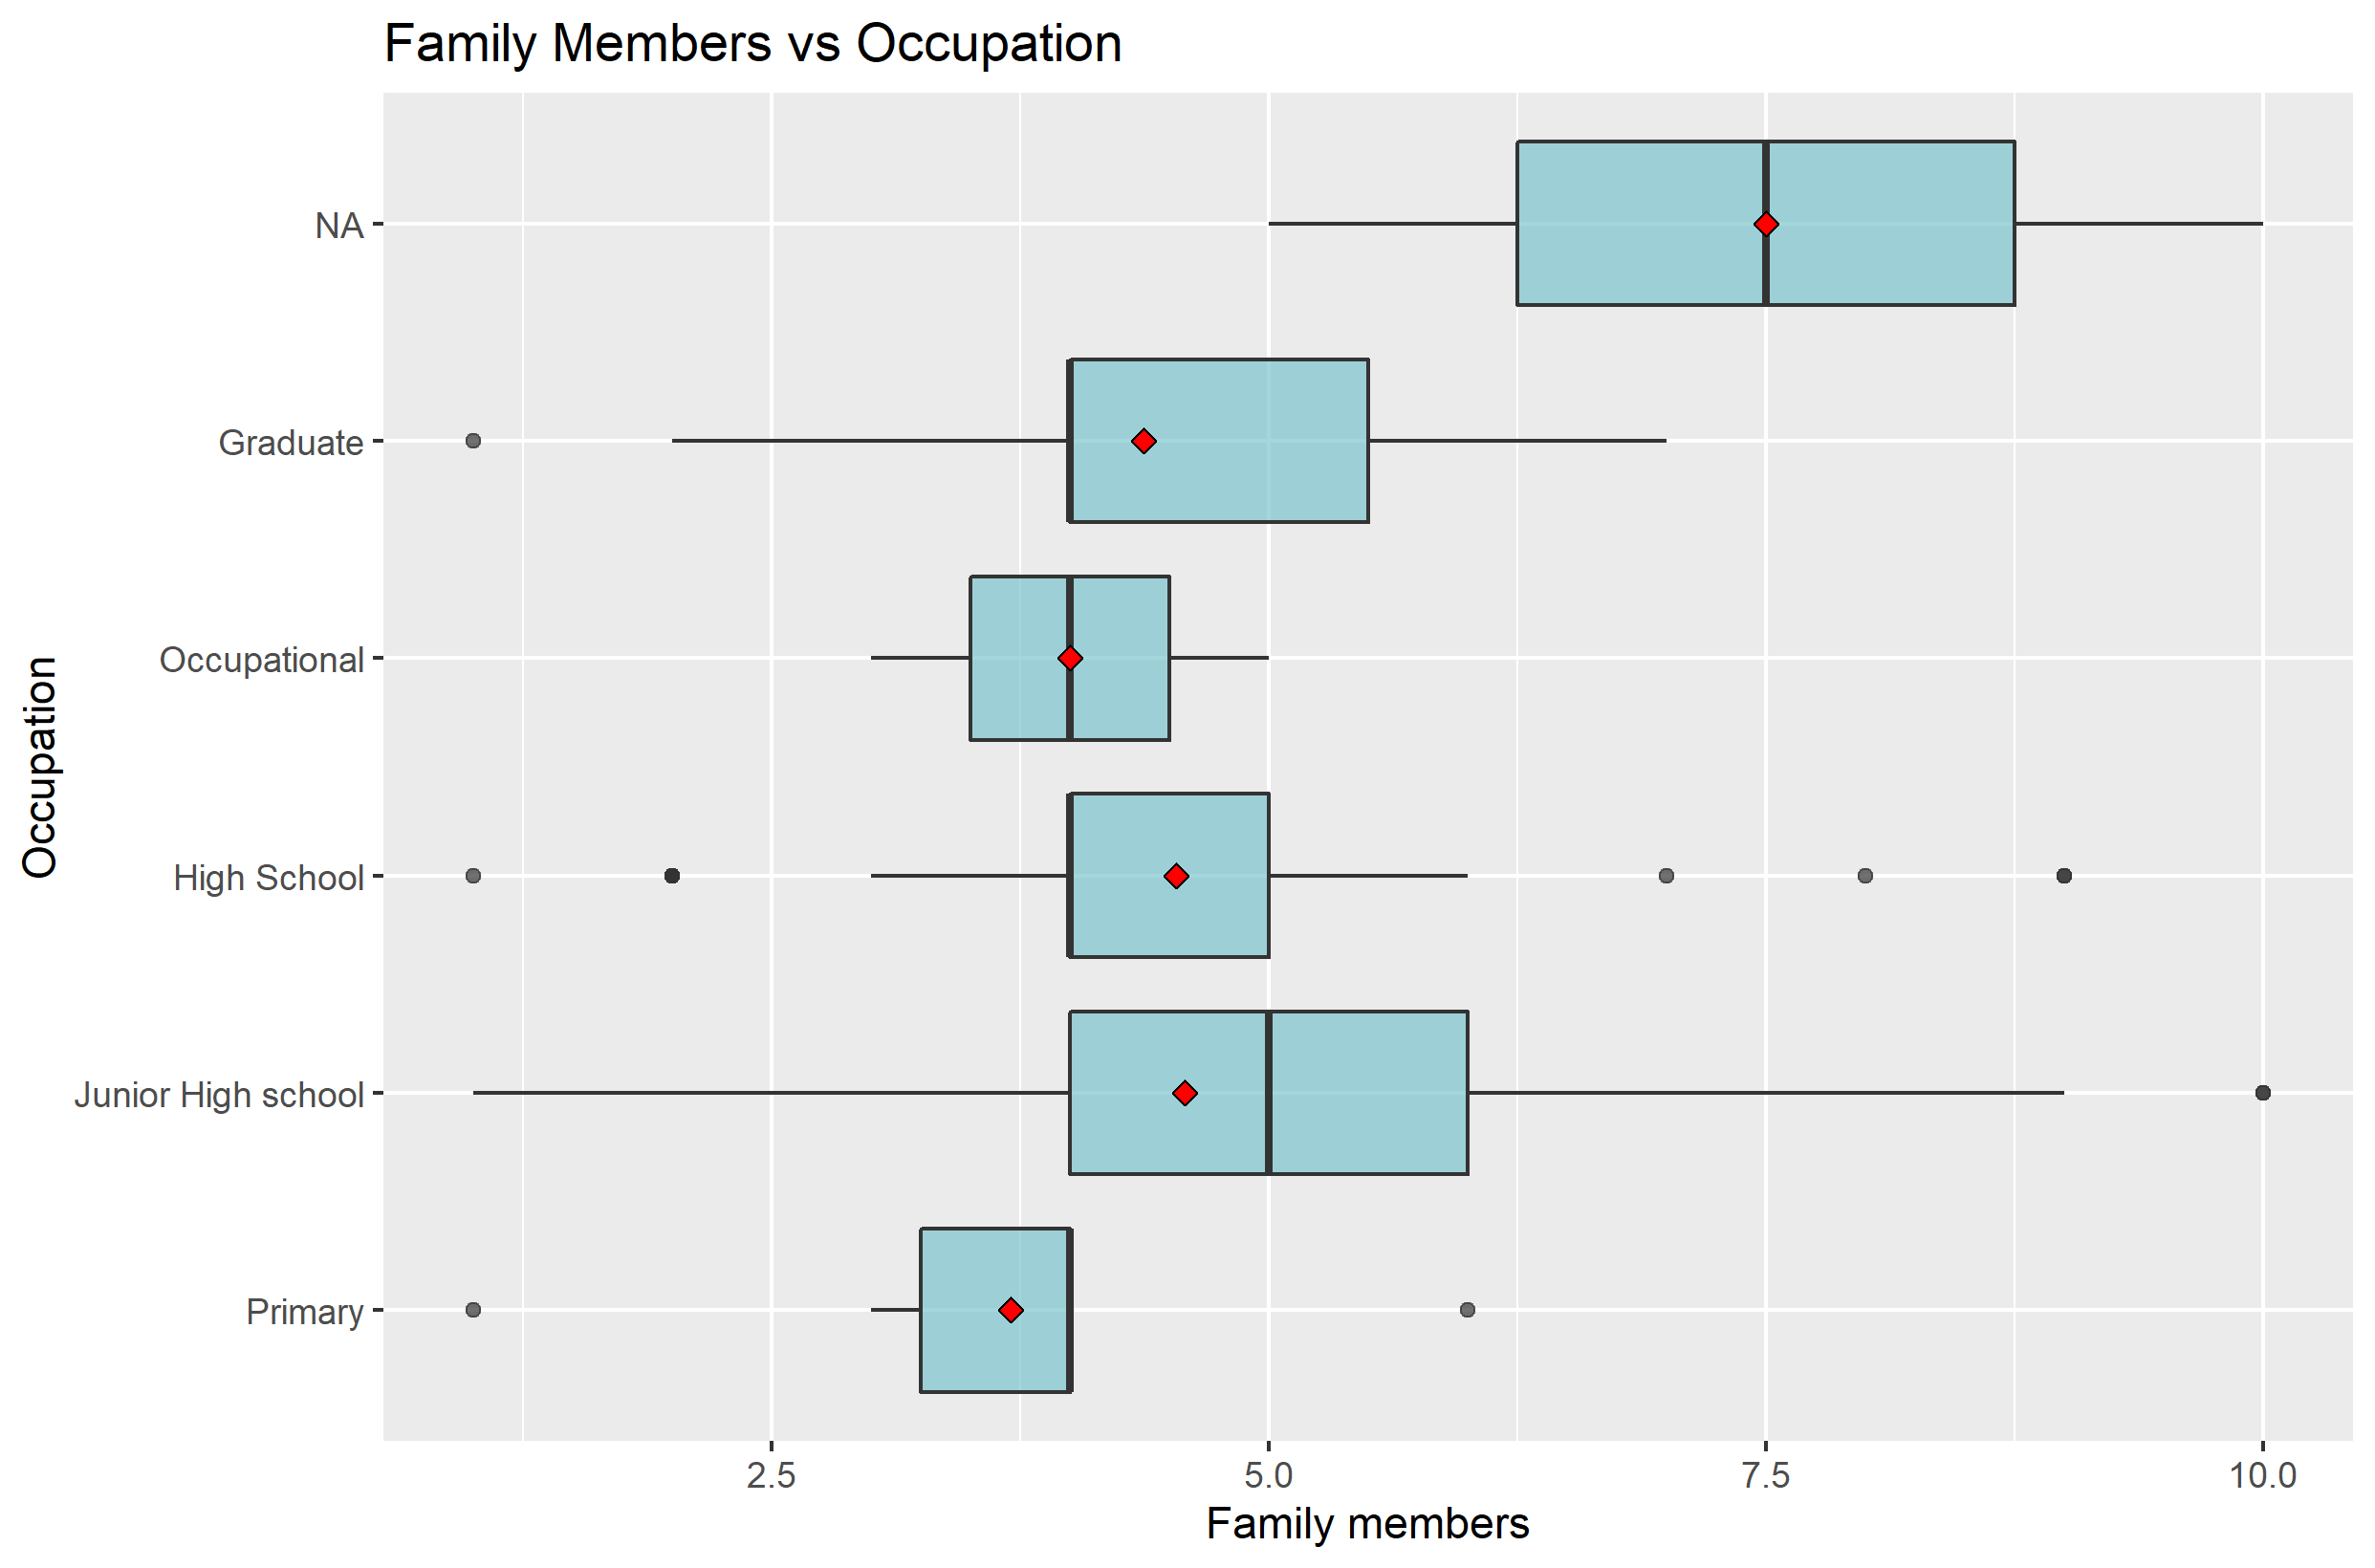 Family Members vs Occupation
NA
Graduate
Occupational
High School
Junior High school
Primary
Occupation
2.5 5.0 7.5 10.0
Family members